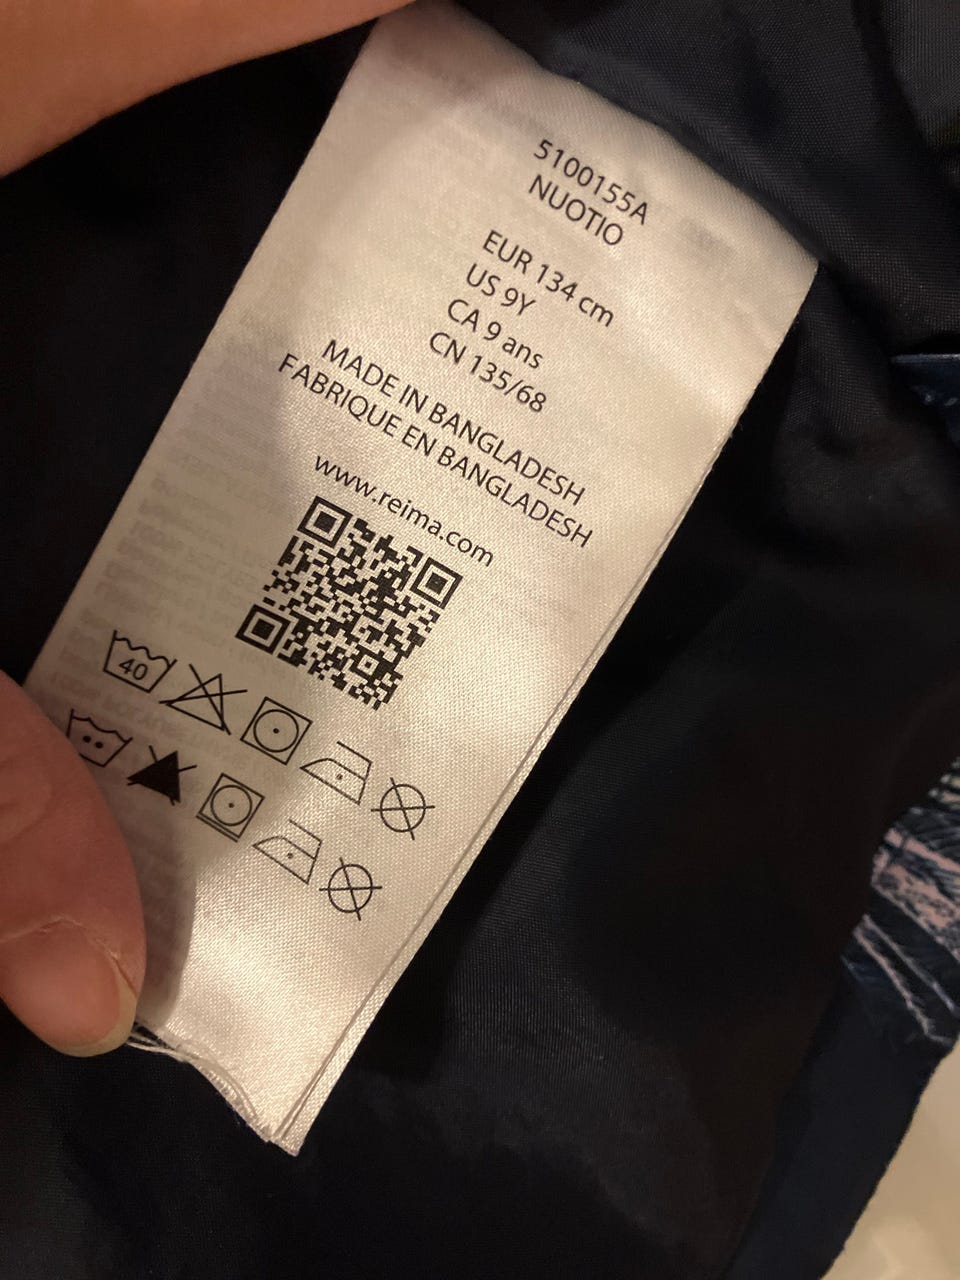 5100155A
NUOTIO
EUR 134 cm
US 9Y
CA 9 ans
CN 135/68
MADE IN BANGLADESH
FABRIQUE EN BANGLADESH
www.reima.com
40